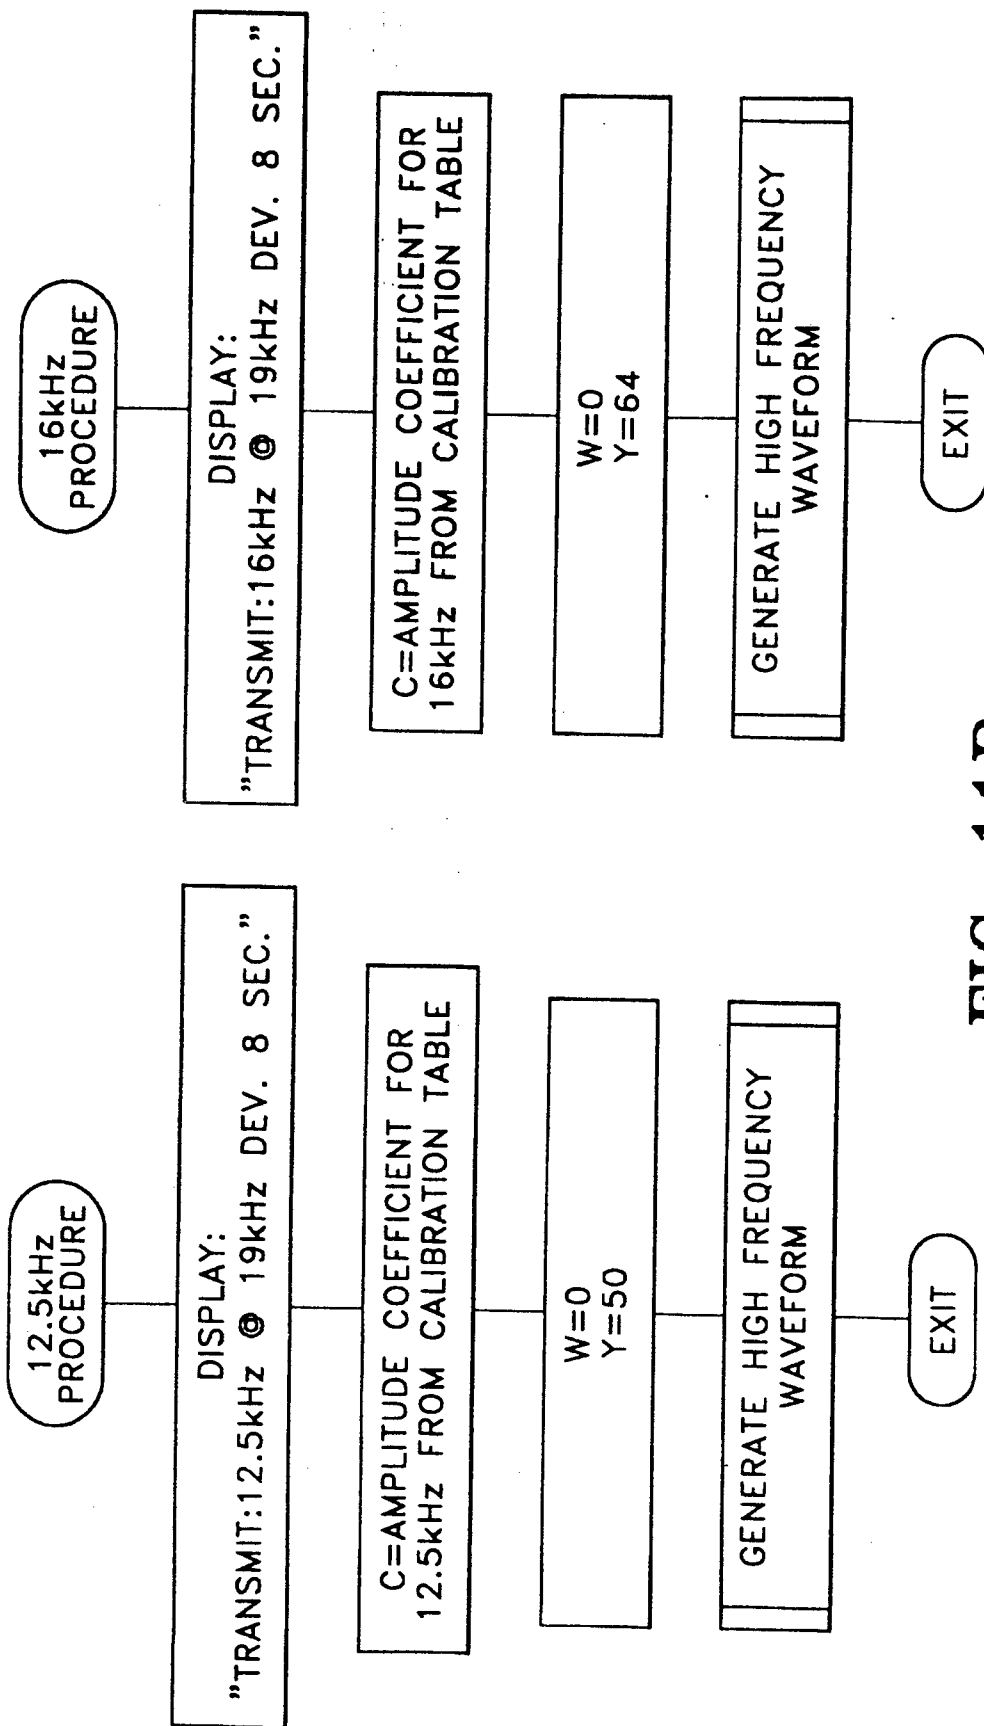 12.5kHz
PROCEDURE
DISPLAY:
"TRANSMIT:12.5kHz @ 19kHz DEV. 8 SEC."
C=AMPLITUDE COEFFICIENT FOR
12.5kHz FROM CALIBRATION TABLE
W=0
Y=50
GENERATE HIGH FREQUENCY
WAVEFORM
EXIT
16kHz
PROCEDURE
DISPLAY:
"TRANSMIT:16kHz @ 19kHz DEV. 8 SEC."
C=AMPLITUDE COEFFICIENT FOR
16kHz FROM CALIBRATION TABLE
W=0
Y=64
GENERATE HIGH FREQUENCY
WAVEFORM
EXIT